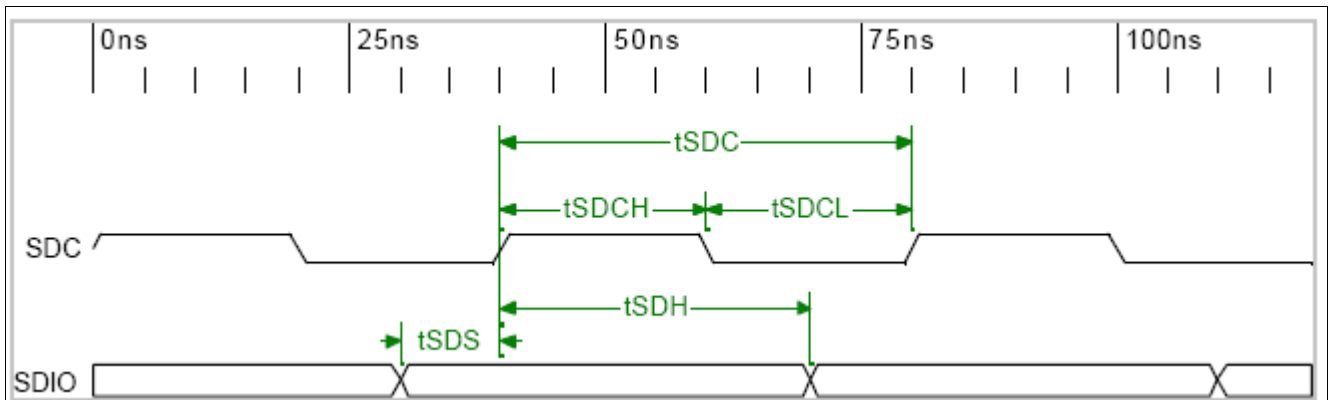 0ns 25ns 50ns 75ns 100ns
tSDC
tSDCH tSDCL
SDC
tSDH
tSDS
SDIO